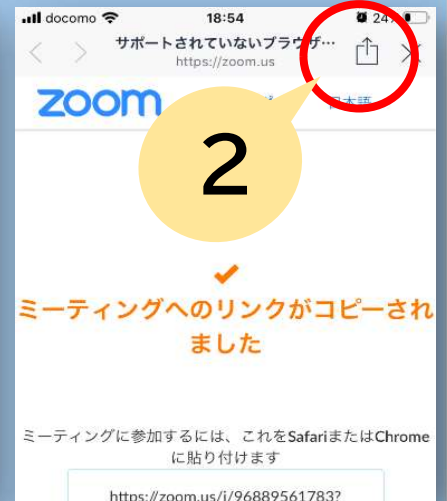 docomo 18:54 24%
サポートされていないブラウザ…
https://zoom.us
zoom 日本語
2
ミーティングへのリンクがコピーされ
ました
ミーティングに参加するには、これをSafariまたはChrome
に貼り付けます
https://zoom.us/j/96889561783?